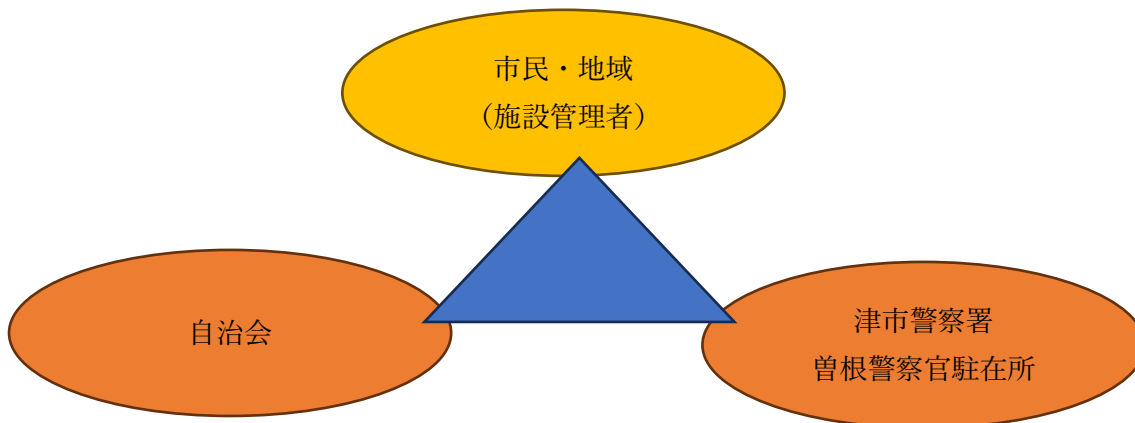 市民・地域
（施設管理者）
自治会
津市警察署
曽根警察官駐在所